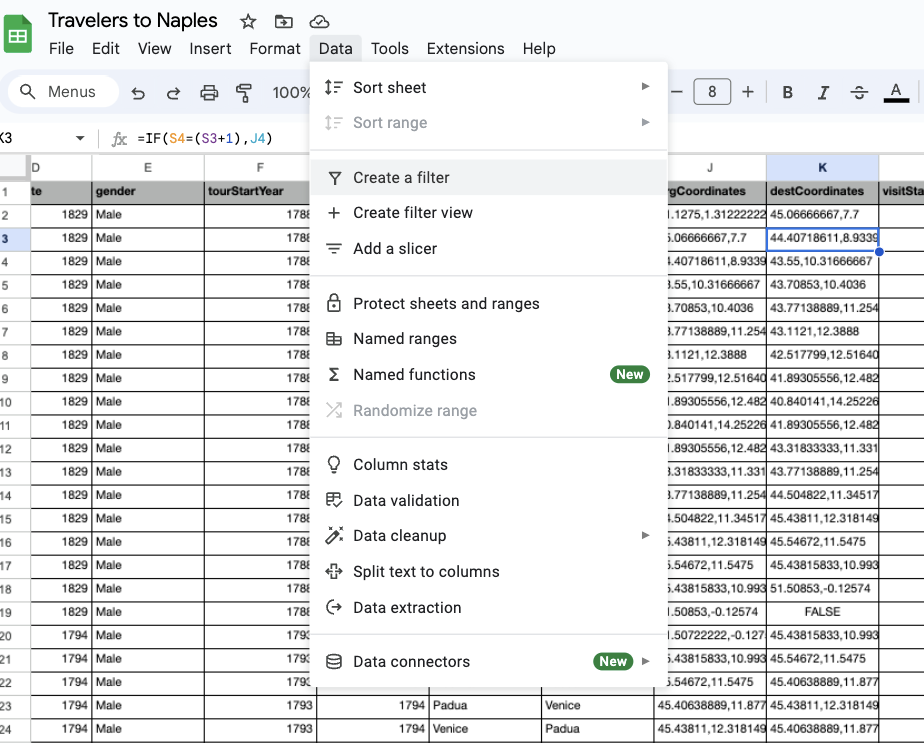 Travelers to Naples
File Edit View Insert Format Data Tools Extensions Help
Menus 100% 8 B I S A
K3 fx =IF(S4=(S3+1),J4)
Sort sheet
Sort range
Create a filter
Create filter view
Add a slicer
Protect sheets and ranges
Named ranges
Named functions New
Randomize range
Column stats
Data validation
Data cleanup
Split text to columns
Data extraction
Data connectors New
D E F J K
1 te gender tourStartYear rgCoordinates destCoordinates visitSta
2 1829 Male 1788 1.1275,1.31222222 45.06666667,7.7
3 1829 Male 1788 5.06666667,7.7 44.40718611,8.9339
4 1829 Male 1788 4.40718611,8.9339 43.55,10.31666667
5 1829 Male 1788 3.55,10.31666667 43.70853,10.4036
6 1829 Male 1788 3.70853,10.4036 43.77138889,11.254
7 1829 Male 1788 3.77138889,11.254 43.1121,12.3888
8 1829 Male 1788 3.1121,12.3888 42.517799,12.51640
9 1829 Male 1788 2.517799,12.51640 41.89305556,12.482
10 1829 Male 1788 1.89305556,12.482 40.840141,14.25226
11 1829 Male 1788 0.840141,14.25226 41.89305556,12.482
12 1829 Male 1788 1.89305556,12.482 43.31833333,11.331
13 1829 Male 1788 3.31833333,11.331 43.77138889,11.254
14 1829 Male 1788 3.77138889,11.254 44.504822,11.34517
15 1829 Male 1788 4.504822,11.34517 45.43811,12.318149
16 1829 Male 1788 5.43811,12.318149 45.54672,11.5475
17 1829 Male 1788 5.54672,11.5475 45.43815833,10.993
18 1829 Male 1788 5.43815833,10.993 51.50853,-0.12574
19 1829 Male 1788 1.50853,-0.12574 FALSE
20 1794 Male 1793 1.50722222,-0.127 45.43815833,10.993
21 1794 Male 1793 5.43815833,10.993 45.54672,11.5475
22 1794 Male 1793 5.54672,11.5475 45.40638889,11.877
23 1794 Male 1793 1794 Padua Venice 45.40638889,11.877 45.43811,12.318149
24 1794 Male 1793 1794 Venice Padua 45.43811,12.318149 45.40638889,11.877